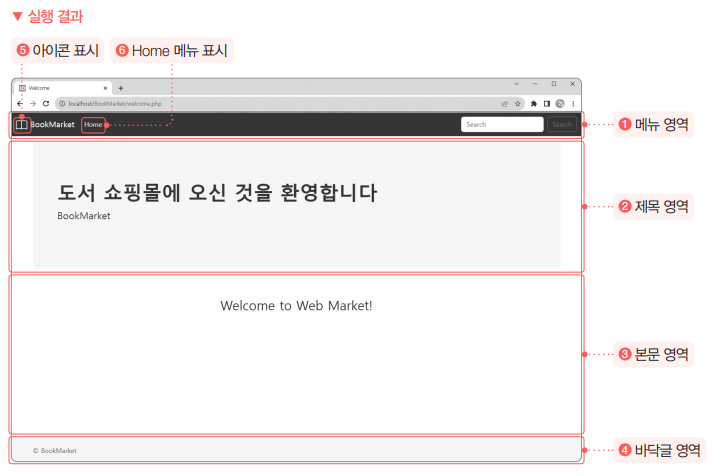 ▼ 실행 결과
❺ 아이콘 표시 ❻ Home 메뉴 표시
Welcome
localhost/BookMarket/welcome.php
BookMarket Home Search Search
❶ 메뉴 영역
도서 쇼핑몰에 오신 것을 환영합니다
BookMarket
❷ 제목 영역
Welcome to Web Market!
❸ 본문 영역
© BookMarket
❹ 바닥글 영역